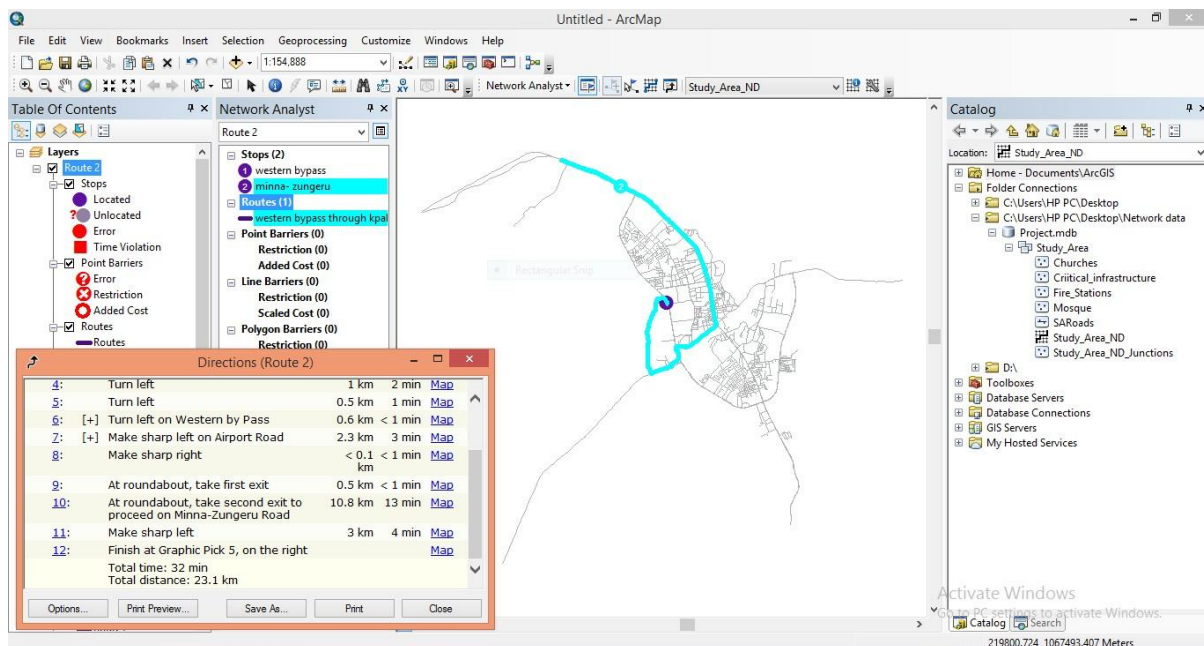 Untitled - ArcMap
File Edit View Bookmarks Insert Selection Geoprocessing Customize Windows Help
1:154,888
Network Analyst Study_Area_ND
Table Of Contents
Layers
Route 2
Stops
Located
Unlocated
Error
Time Violation
Point Barriers
Error
Restriction
Added Cost
Routes
Routes
Network Analyst
Route 2
Stops (2)
1 western bypass
2 minna- zungeru
Routes (1)
western bypass through kpal
Point Barriers (0)
Restriction (0)
Added Cost (0)
Line Barriers (0)
Restriction (0)
Scaled Cost (0)
Polygon Barriers (0)
Restriction (0)
Rectangular Snip
Directions (Route 2)
4: Turn left 1 km 2 min Map
5: Turn left 0.5 km 1 min Map
6: [+] Turn left on Western by Pass 0.6 km < 1 min Map
7: [+] Make sharp left on Airport Road 2.3 km 3 min Map
8: Make sharp right < 0.1 < 1 min Map
km
9: At roundabout, take first exit 0.5 km < 1 min Map
10: At roundabout, take second exit to 10.8 km 13 min Map
proceed on Minna-Zungeru Road
11: Make sharp left 3 km 4 min Map
12: Finish at Graphic Pick 5, on the right Map
Total time: 32 min
Total distance: 23.1 km
Options... Print Preview... Save As... Print Close
Catalog
Location: Study_Area_ND
Home - Documents\ArcGIS
Folder Connections
C:\Users\HP PC\Desktop
C:\Users\HP PC\Desktop\Network data
Project.mdb
Study_Area
Churches
Criitical_infrastructure
Fire_Stations
Mosque
SARoads
Study_Area_ND
Study_Area_ND_Junctions
D:\
Toolboxes
Database Servers
Database Connections
GIS Servers
My Hosted Services
Activate Windows
Go to PC settings to activate Windows.
Catalog Search
219800.724 1067493.407 Meters